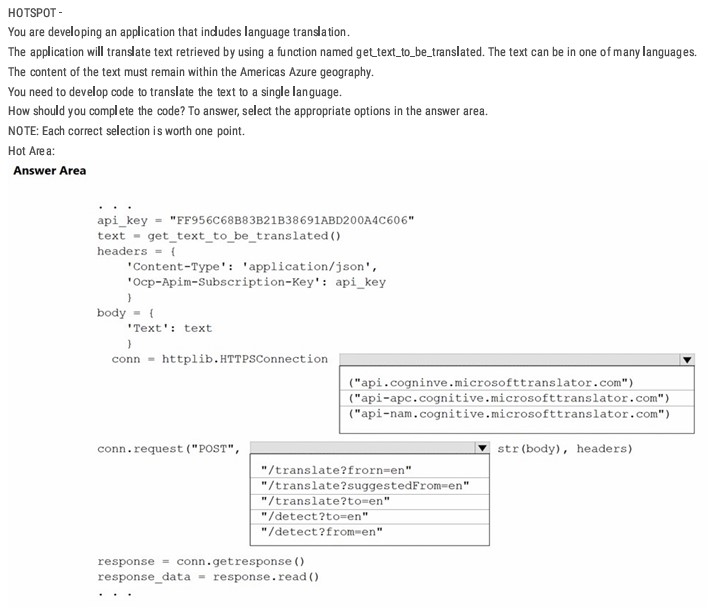 HOTSPOT -
You are developing an application that includes language translation.
The application will translate text retrieved by using a function named get_text_to_be_translated. The text can be in one of many languages.
The content of the text must remain within the Americas Azure geography.
You need to develop code to translate the text to a single language.
How should you complete the code? To answer, select the appropriate options in the answer area.
NOTE: Each correct selection is worth one point.
Hot Area:
Answer Area
. . .
api_key = "FF956C68B83B21B38691ABD200A4C606"
text = get_text_to_be_translated()
headers = {
'Content-Type': 'application/json',
'Ocp-Apim-Subscription-Key': api_key
}
body = {
'Text': text
}
conn = httplib.HTTPSConnection
("api.cogninve.microsofttranslator.com")
("api-apc.cognitive.microsofttranslator.com")
("api-nam.cognitive.microsofttranslator.com")
conn.request("POST", str(body), headers)
"/translate?frorn=en"
"/translate?suggestedFrom=en"
"/translate?to=en"
"/detect?to=en"
"/detect?from=en"
response = conn.getresponse()
response_data = response.read()
. . .